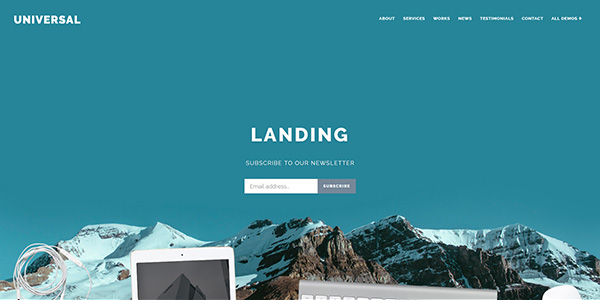 UNIVERSAL
ABOUT SERVICES WORKS NEWS TESTIMONIALS CONTACT ALL DEMOS
LANDING
SUBSCRIBE TO OUR NEWSLETTER
Email address.. SUBSCRIBE